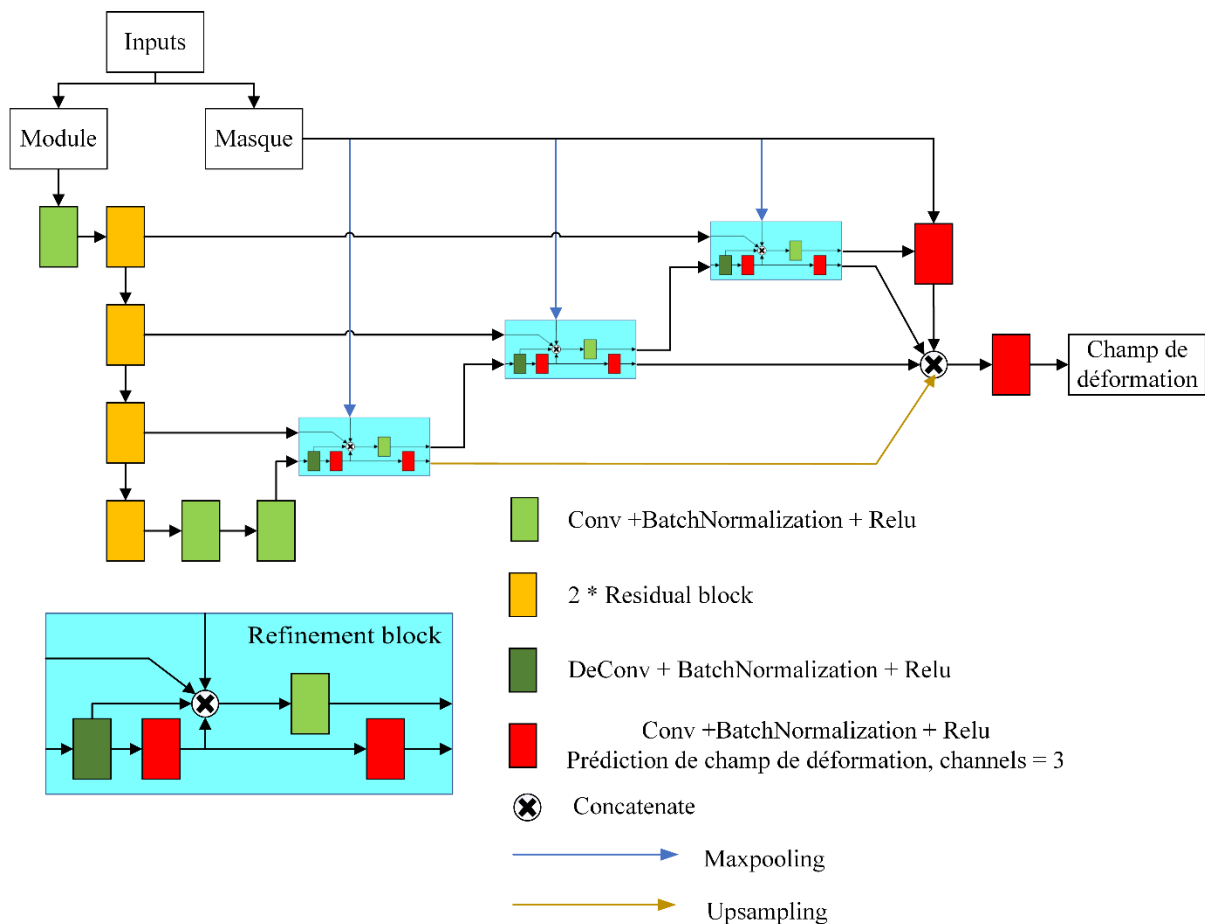 Inputs
Module
Masque
Champ de
déformation
Conv +BatchNormalization + Relu
2 * Residual block
Refinement block
DeConv + BatchNormalization + Relu
Conv +BatchNormalization + Relu
Prédiction de champ de déformation, channels = 3
Concatenate
Maxpooling
Upsampling